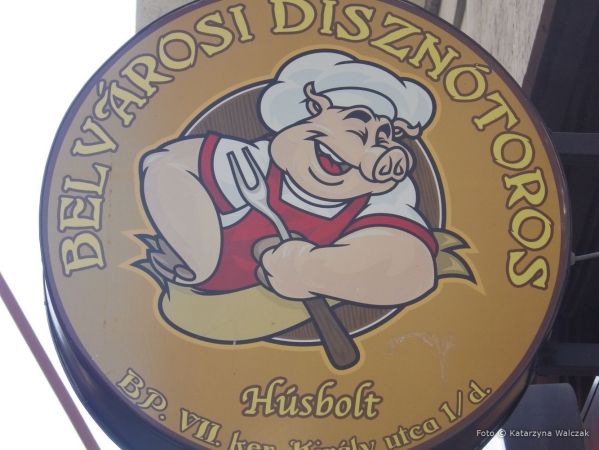 BELVÁROSI DISZNÓTOROS
Húsbolt
BP. VII. ker. Király utca 1/d.
Foto © Katarzyna Walczak